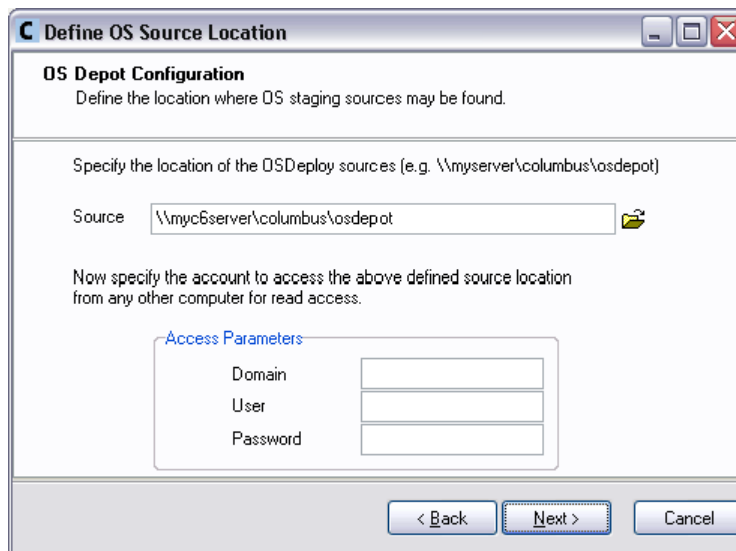 C Define OS Source Location
OS Depot Configuration
Define the location where OS staging sources may be found.
Specify the location of the OSDeploy sources (e.g. \\myserver\columbus\osdepot)
Source \\myc6server\columbus\osdepot
Now specify the account to access the above defined source location
from any other computer for read access.
Access Parameters
Domain
User
Password
< Back Next > Cancel